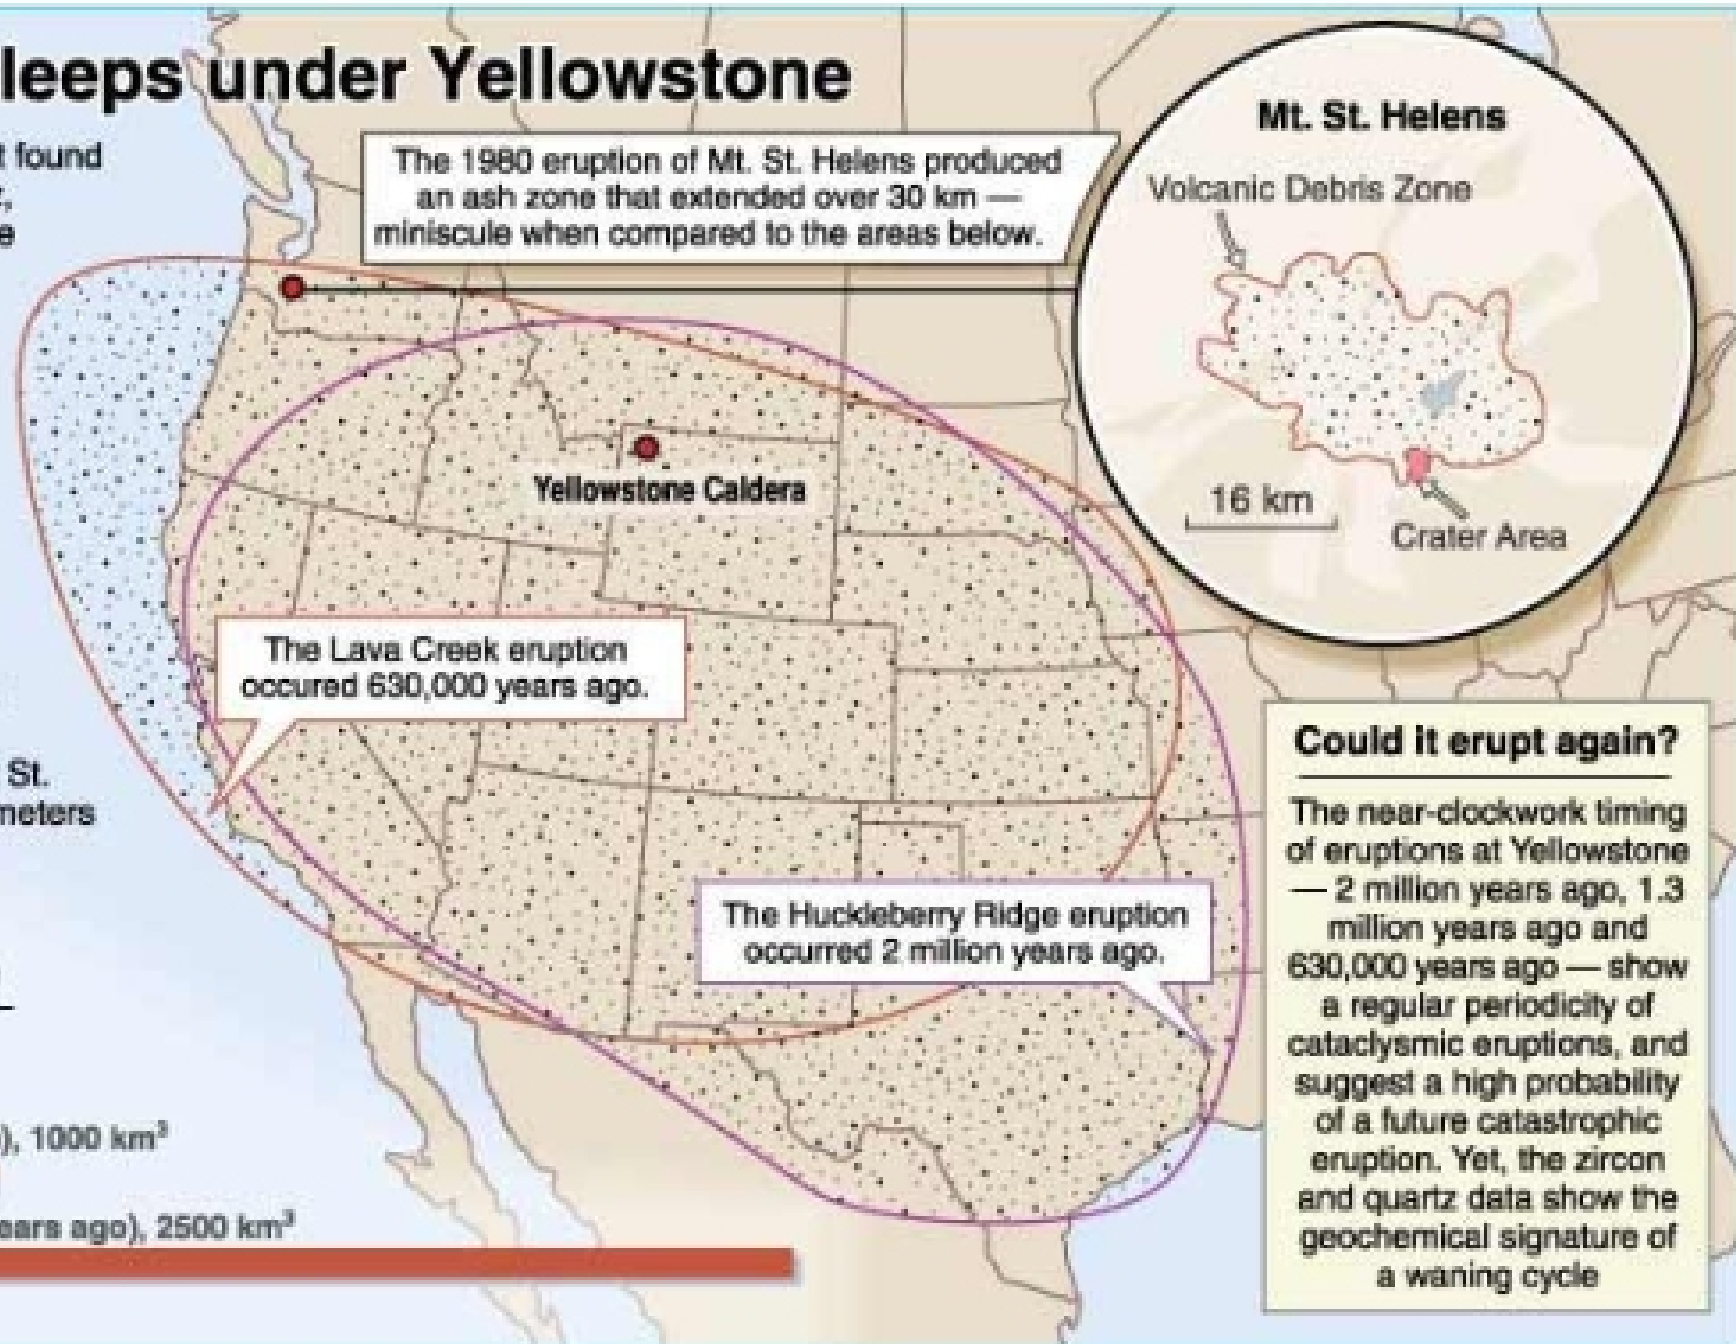 leeps under Yellowstone
t found
e
The 1980 eruption of Mt. St. Helens produced
an ash zone that extended over 30 km —
miniscule when compared to the areas below.
Mt. St. Helens
Volcanic Debris Zone
16 km
Crater Area
Yellowstone Caldera
The Lava Creek eruption
occured 630,000 years ago.
St.
meters
The Huckleberry Ridge eruption
occurred 2 million years ago.
), 1000 km³
ears ago), 2500 km³
Could it erupt again?
The near-clockwork timing
of eruptions at Yellowstone
— 2 million years ago, 1.3
million years ago and
630,000 years ago — show
a regular periodicity of
cataclysmic eruptions, and
suggest a high probability
of a future catastrophic
eruption. Yet, the zircon
and quartz data show the
geochemical signature of
a waning cycle